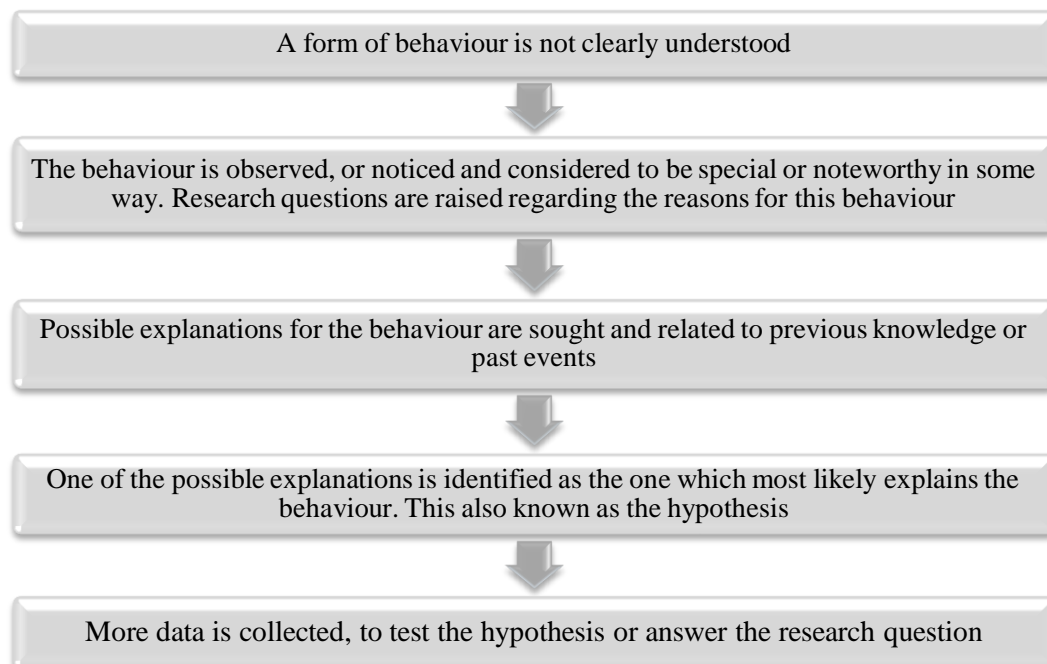 A form of behaviour is not clearly understood
The behaviour is observed, or noticed and considered to be special or noteworthy in some
way. Research questions are raised regarding the reasons for this behaviour
Possible explanations for the behaviour are sought and related to previous knowledge or
past events
One of the possible explanations is identified as the one which most likely explains the
behaviour. This also known as the hypothesis
More data is collected, to test the hypothesis or answer the research question